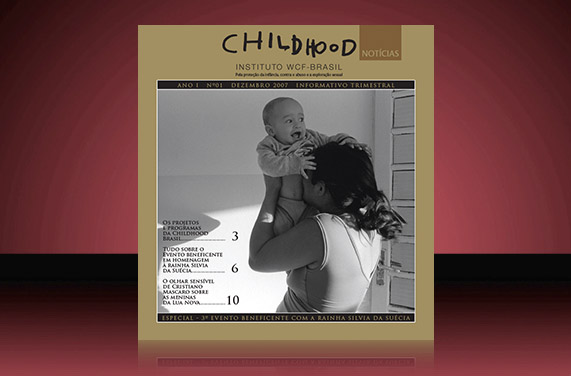 CHILDHOOD
NOTÍCIAS
INSTITUTO WCF-BRASIL
Pela proteção da infância, contra o abuso e a exploração sexual
ANO I Nº01 DEZEMBRO 2007 INFORMATIVO TRIMESTRAL
OS PROJETOS
E PROGRAMAS
DA CHILDHOOD
BRASIL 3
TUDO SOBRE O
EVENTO BENEFICENTE
EM HOMENAGEM
A RAINHA SILVIA
DA SUÉCIA 6
O OLHAR SENSÍVEL
DE CRISTIANO
MASCARO SOBRE
AS MENINAS
DA LUA NOVA 10
ESPECIAL – 3º EVENTO BENEFICENTE COM A RAINHA SILVIA DA SUÉCIA